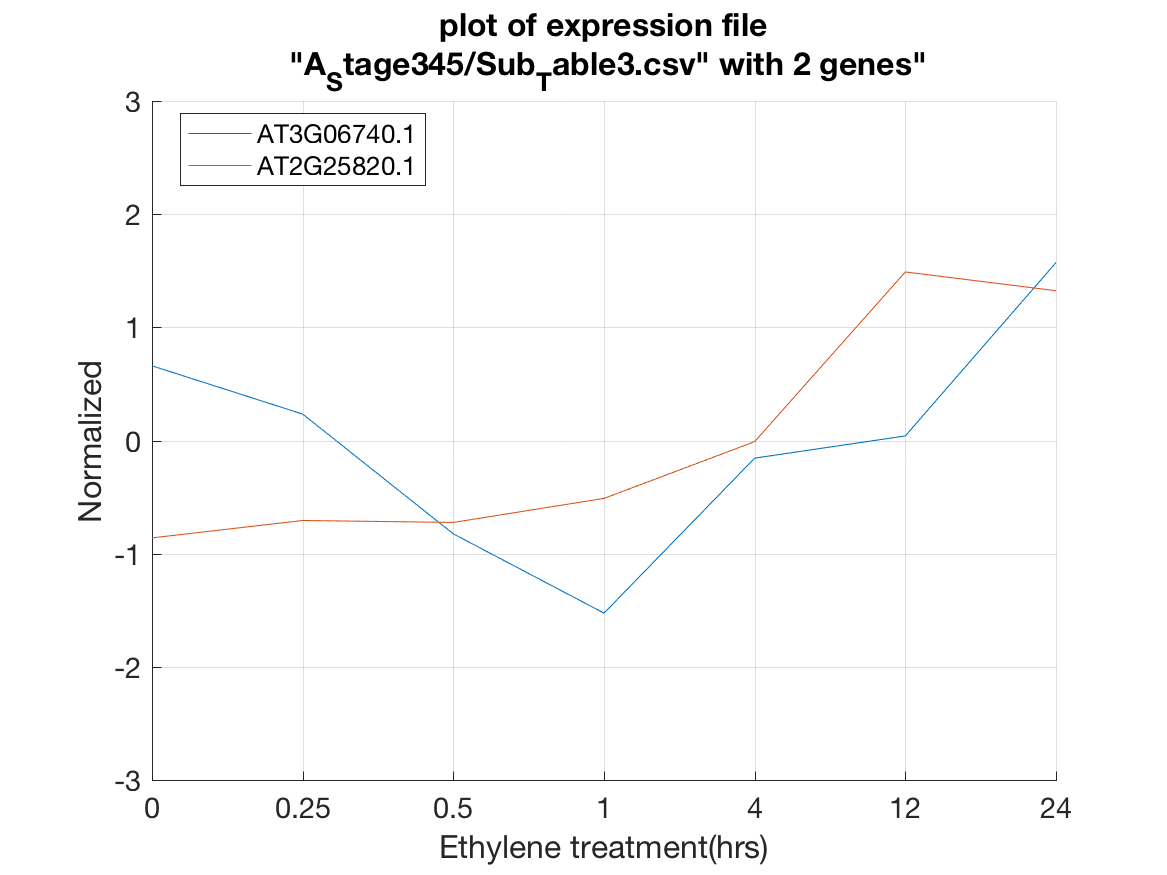 plot of expression file
"AStage345/SubTable3.csv" with 2 genes"
3
AT3G06740.1
AT2G25820.1
2
1
0
-1
-2
-3
Normalized
0 0.25 0.5 1 4 12 24
Ethylene treatment(hrs)